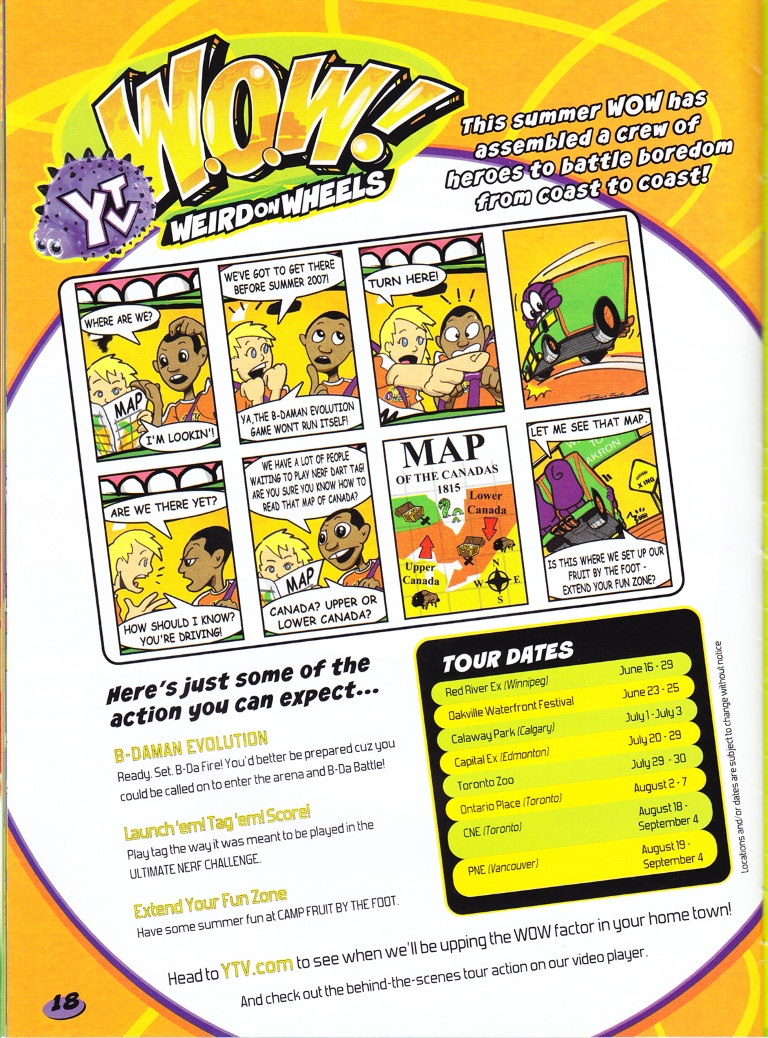 W.O.W.!
YTV
WEIRD ON WHEELS
This summer WOW has
assembled a crew of
heroes to battle boredom
from coast to coast!
WHERE ARE WE?
MAP
I'M LOOKIN'!
WE'VE GOT TO GET THERE
BEFORE SUMMER 2007!
YA, THE B-DAMAN EVOLUTION
GAME WON'T RUN ITSELF!
TURN HERE!
! ! !
ARE WE THERE YET?
HOW SHOULD I KNOW?
YOU'RE DRIVING!
WE HAVE A LOT OF PEOPLE
WAITING TO PLAY NERF DART TAG!
ARE YOU SURE YOU KNOW HOW TO
READ THAT MAP OF CANADA?
MAP
CANADA? UPPER OR
LOWER CANADA?
MAP
OF THE CANADAS
1815
Lower
Canada
Upper
Canada
N
W
E
S
LET ME SEE THAT MAP.
TO
AKRON
XING
IS THIS WHERE WE SET UP OUR
FRUIT BY THE FOOT -
EXTEND YOUR FUN ZONE?
Here's just some of the
action you can expect...
B-DAMAN EVOLUTION
Ready. Set. B-Da Fire! You'd better be prepared cuz you
could be called on to enter the arena and B-Da Battle!
Launch 'em! Tag 'em! Score!
Play tag the way it was meant to be played in the
ULTIMATE NERF CHALLENGE.
Extend Your Fun Zone
Have some summer fun at CAMP FRUIT BY THE FOOT.
TOUR DATES
Red River Ex (Winnipeg) June 16 - 29
Oakville Waterfront Festival June 23 - 25
Calaway Park (Calgary) July 1 - July 3
Capital Ex (Edmonton) July 20 - 29
Toronto Zoo July 29 - 30
Ontario Place (Toronto) August 2 - 7
CNE (Toronto) August 18 -
September 4
PNE (Vancouver) August 19 -
September 4
Locations and/or dates are subject to change without notice
Head to YTV.com to see when we'll be upping the WOW factor in your home town!
And check out the behind-the-scenes tour action on our video player.
18